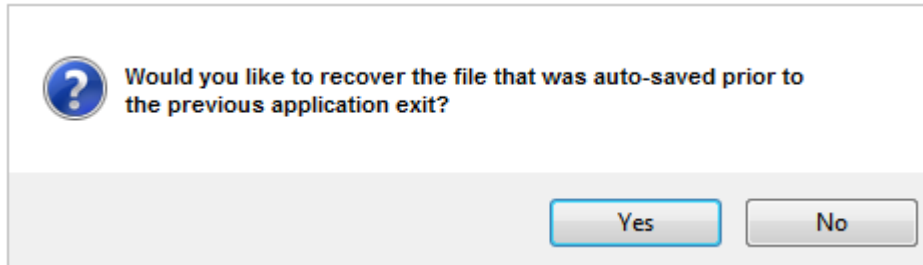 Would you like to recover the file that was auto-saved prior to
the previous application exit?
Yes No